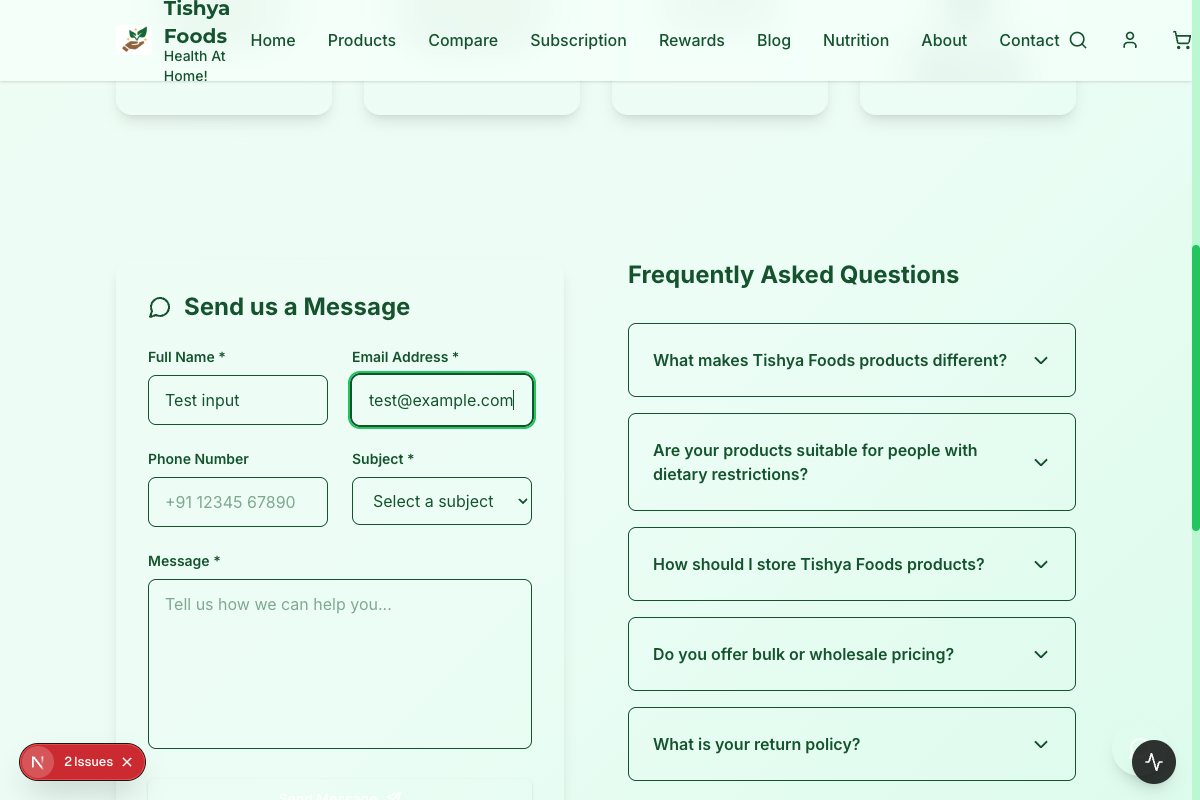 Tishya
Foods
Health At
Home!
Home
Products
Compare
Subscription
Rewards
Blog
Nutrition
About
Contact
Send us a Message
Full Name *
Email Address *
Test input
test@example.com
Phone Number
Subject *
+91 12345 67890
Select a subject
Message *
Tell us how we can help you...
Send Message
Frequently Asked Questions
What makes Tishya Foods products different?
Are your products suitable for people with
dietary restrictions?
How should I store Tishya Foods products?
Do you offer bulk or wholesale pricing?
What is your return policy?
N
2 Issues